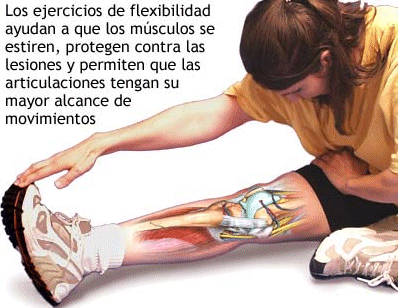 Los ejercicios de flexibilidad
ayudan a que los músculos se
estiren, protegen contra las
lesiones y permiten que las
articulaciones tengan su
mayor alcance de
movimientos